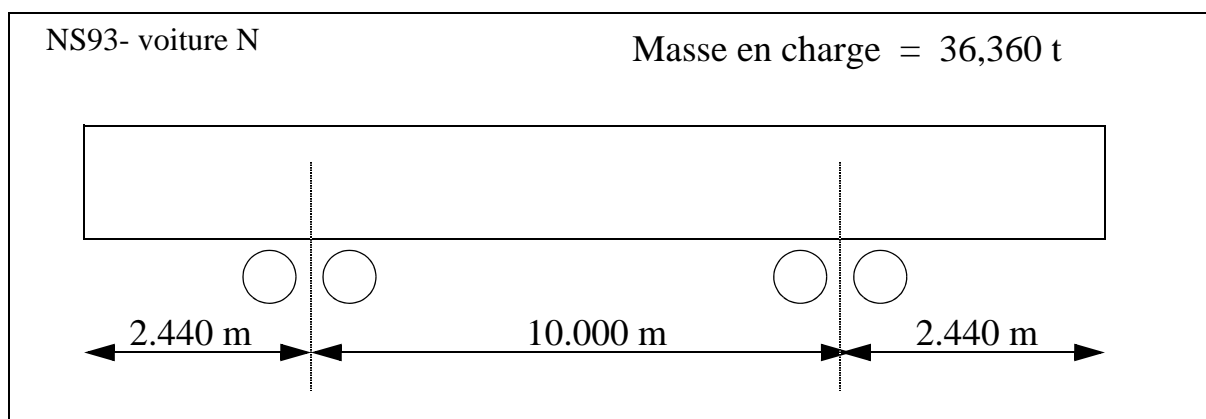 NS93- voiture N
Masse en charge = 36,360 t
2.440 m
10.000 m
2.440 m